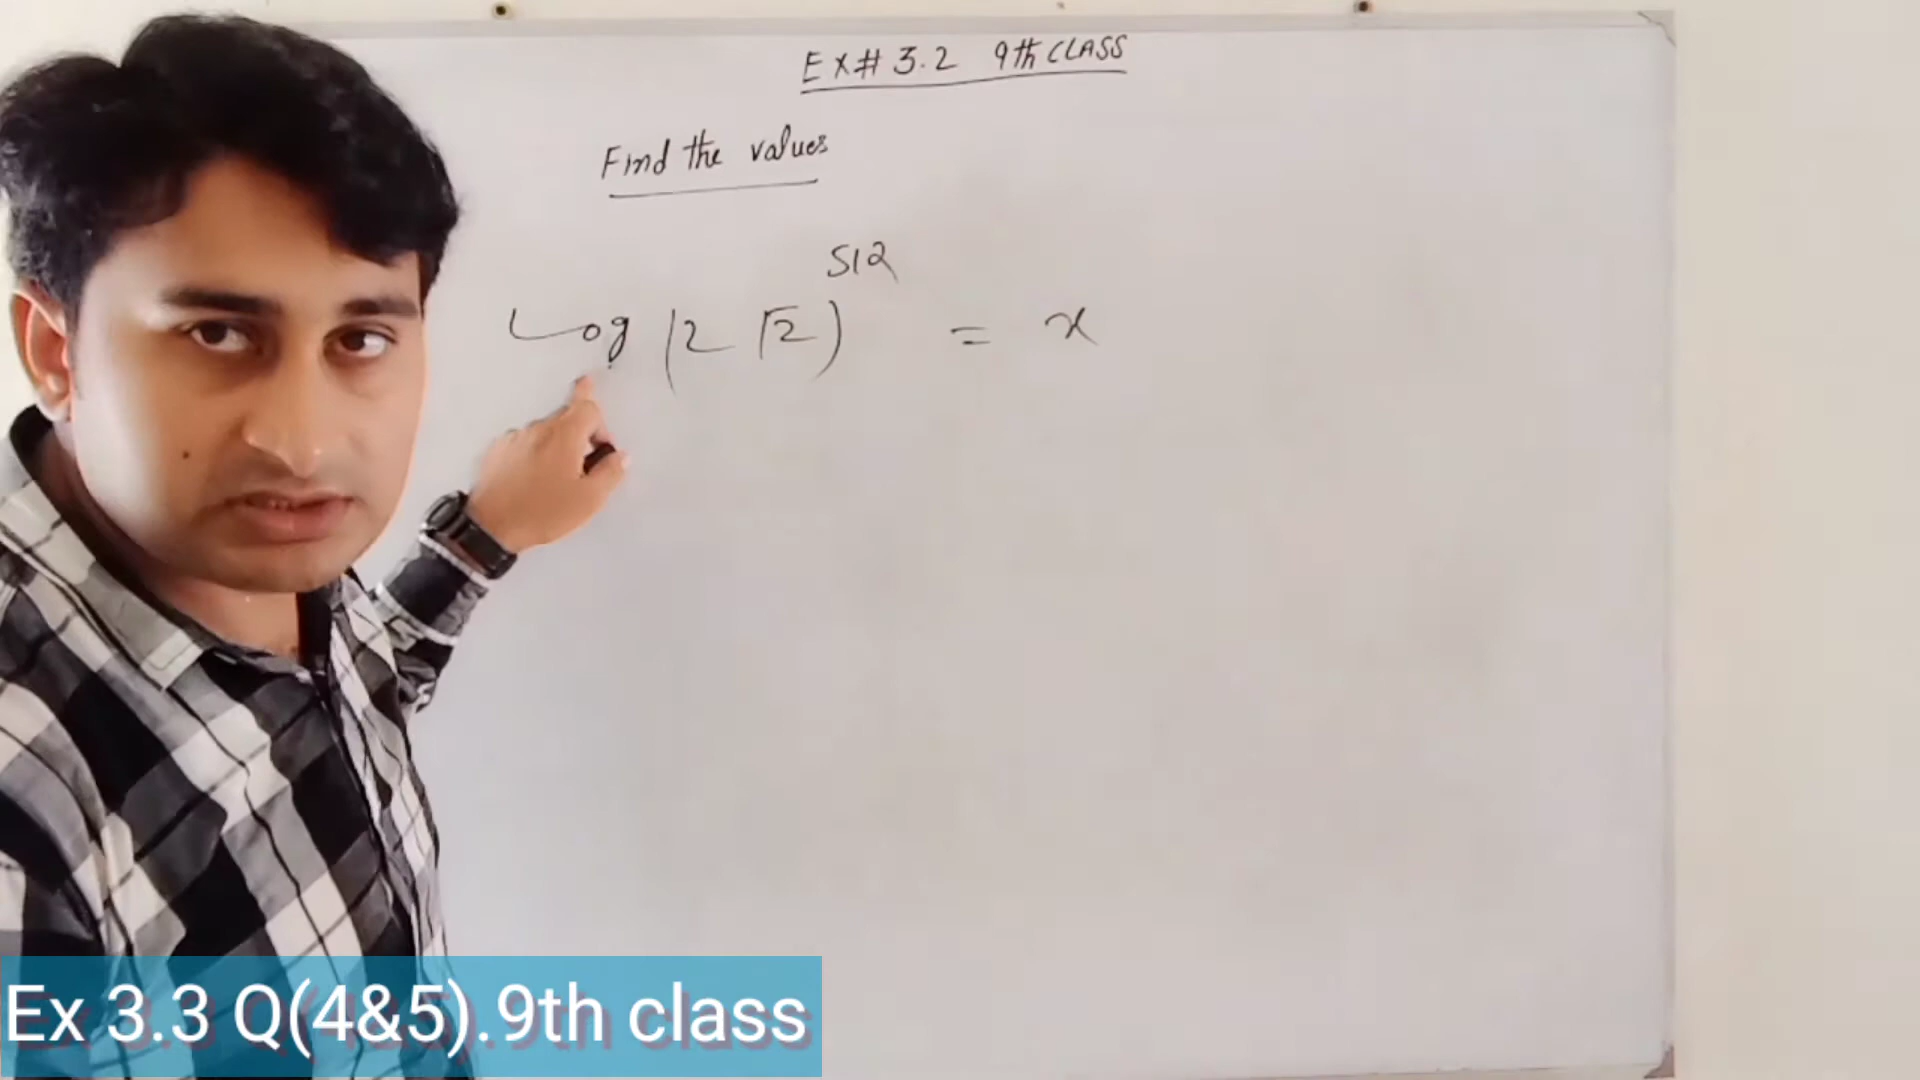 Ex# 3.2 9th CLASS
Find the values
Log (2 √2) 512 = x
Ex 3.3 Q(4&5).9th class